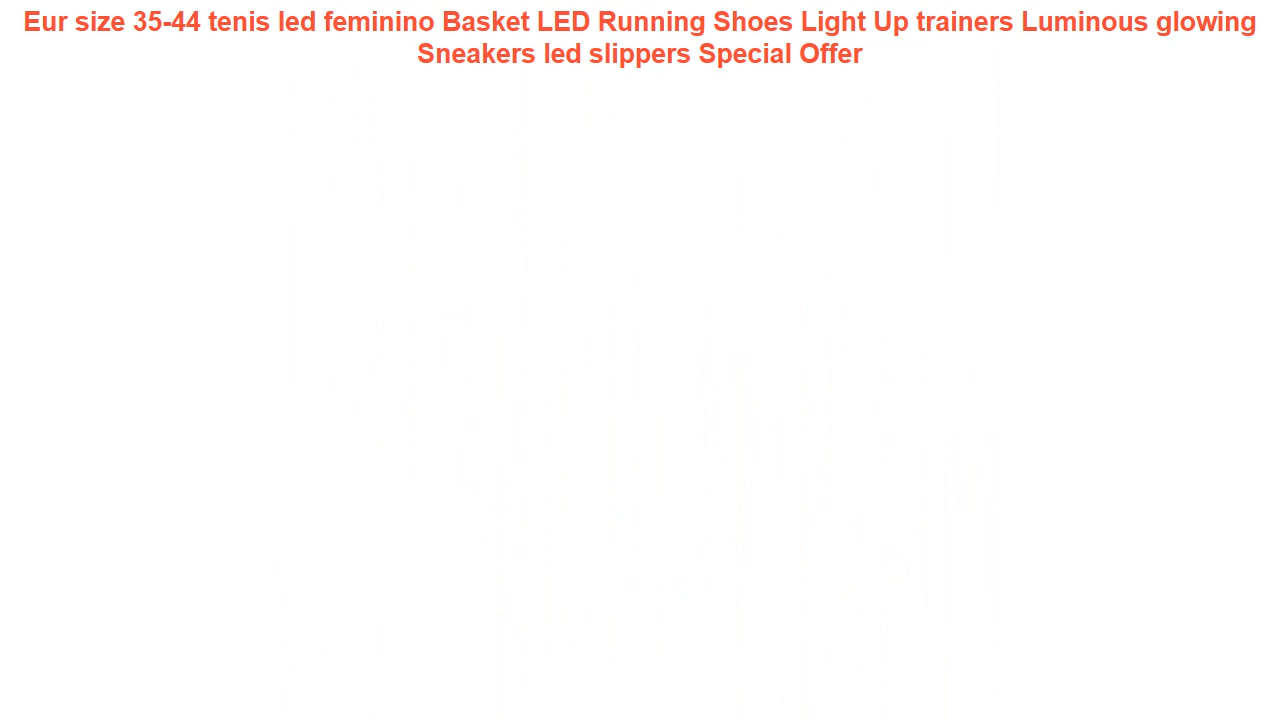 Eur size 35-44 tenis led feminino Basket LED Running Shoes Light Up trainers Luminous glowing
Sneakers led slippers Special Offer